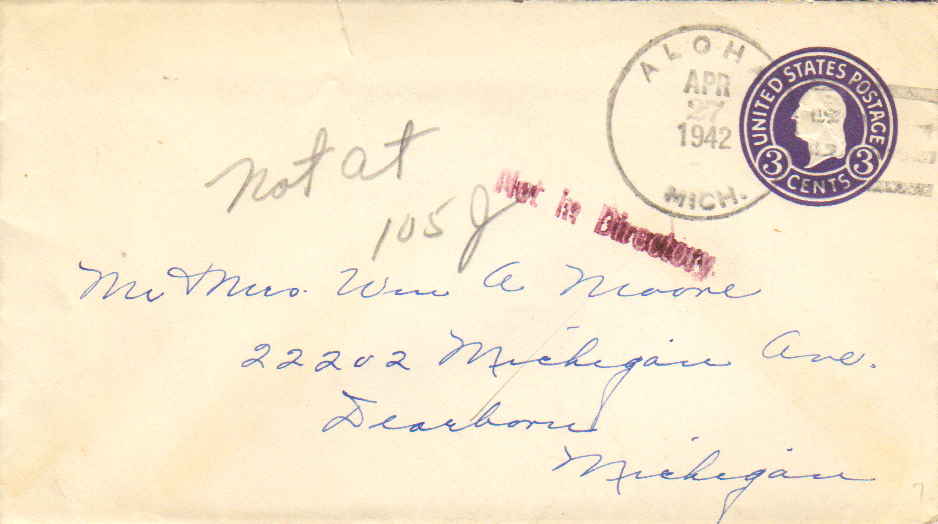 ALOHA
APR
27
1942
MICH.
UNITED STATES POSTAGE
3 CENTS 3
Not at
105 J
Not in Directory.
Mr & Mrs. Wm A Moore
22202 Michigan Ave.
Dearborn
Michigan